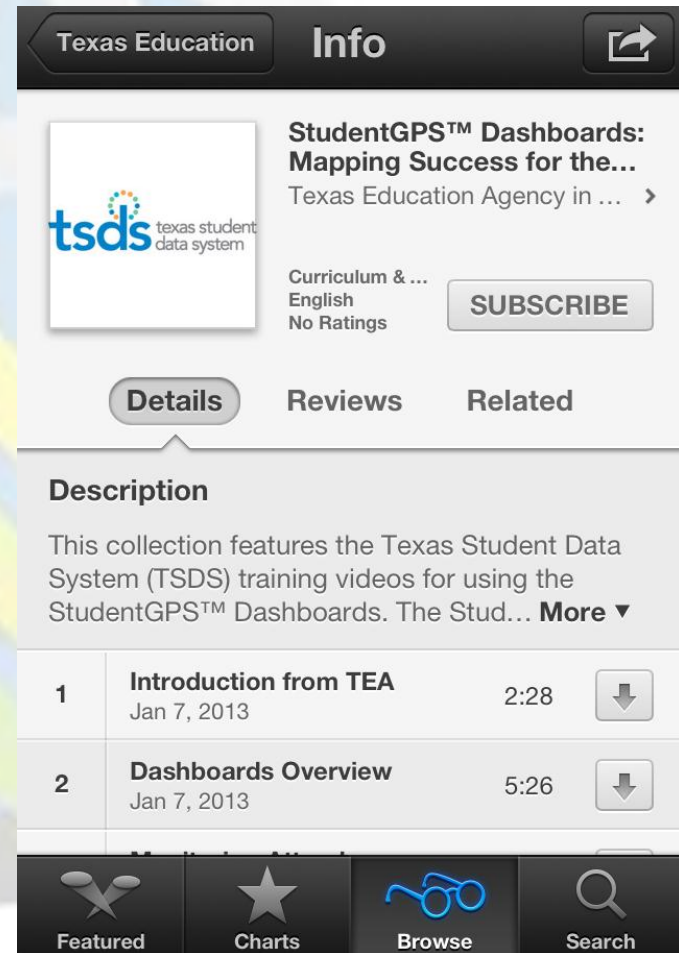 Texas Education
Info
StudentGPS™ Dashboards:
Mapping Success for the...
Texas Education Agency in ...
tsds texas student
data system
Curriculum & ...
English
No Ratings
SUBSCRIBE
Details
Reviews
Related
Description
This collection features the Texas Student Data
System (TSDS) training videos for using the
StudentGPS™ Dashboards. The Stud... More ▼
1
Introduction from TEA
2:28
Jan 7, 2013
2
Dashboards Overview
5:26
Jan 7, 2013
Featured
Charts
Browse
Search